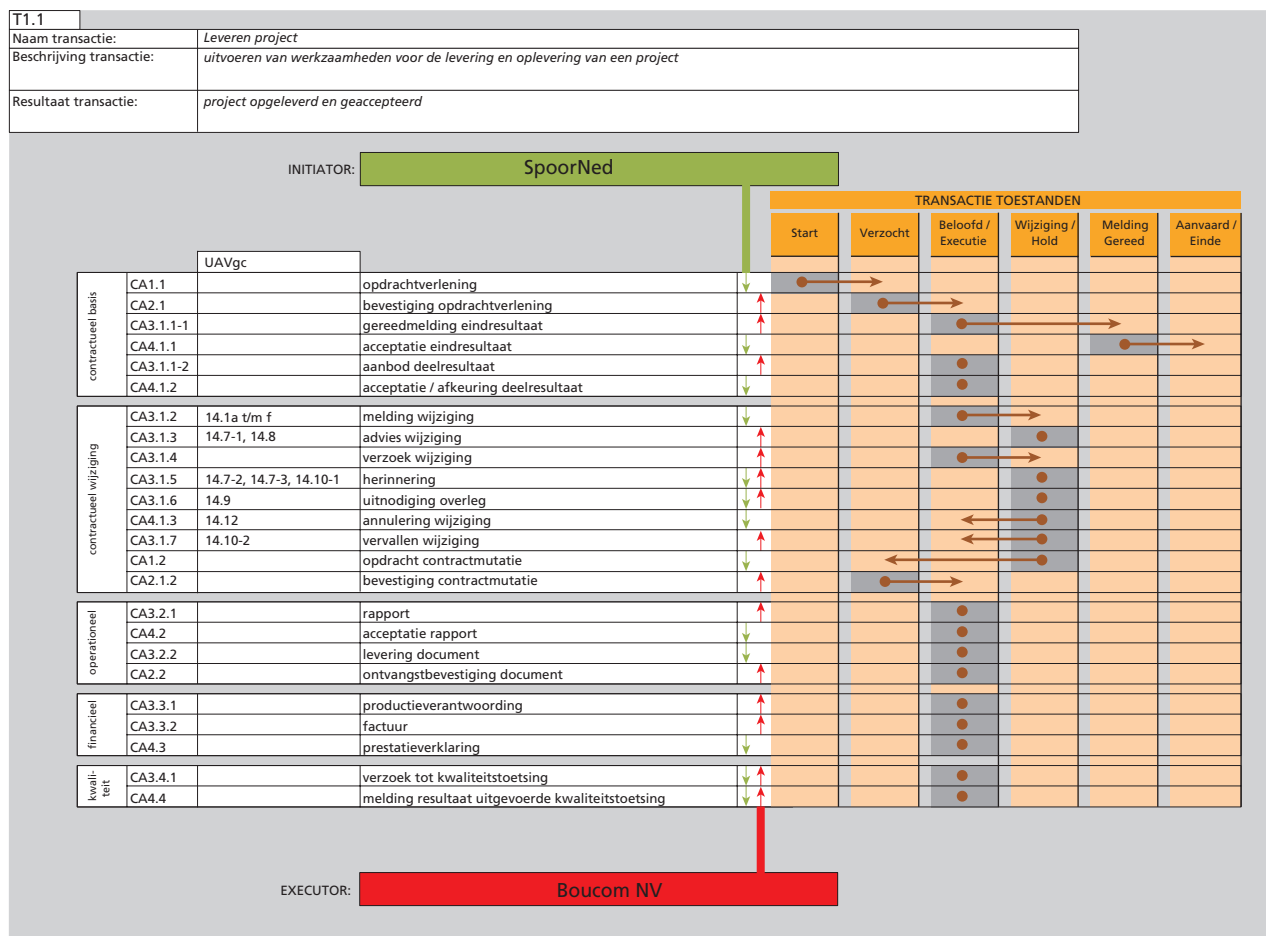 T1.1
Naam transactie: Leveren project
Beschrijving transactie: uitvoeren van werkzaamheden voor de levering en oplevering van een project
Resultaat transactie: project opgeleverd en geaccepteerd
INITIATOR: SpoorNed
TRANSACTIE TOESTANDEN
Start Verzocht Beloofd / Executie Wijziging / Hold Melding Gereed Aanvaard / Einde
UAVgc
contractueel basis
CA1.1 opdrachtverlening
CA2.1 bevestiging opdrachtverlening
CA3.1.1-1 gereedmelding eindresultaat
CA4.1.1 acceptatie eindresultaat
CA3.1.1-2 aanbod deelresultaat
CA4.1.2 acceptatie / afkeuring deelresultaat
contractueel wijziging
CA3.1.2 14.1a t/m f melding wijziging
CA3.1.3 14.7-1, 14.8 advies wijziging
CA3.1.4 verzoek wijziging
CA3.1.5 14.7-2, 14.7-3, 14.10-1 herinnering
CA3.1.6 14.9 uitnodiging overleg
CA4.1.3 14.12 annulering wijziging
CA3.1.7 14.10-2 vervallen wijziging
CA1.2 opdracht contractmutatie
CA2.1.2 bevestiging contractmutatie
operationeel
CA3.2.1 rapport
CA4.2 acceptatie rapport
CA3.2.2 levering document
CA2.2 ontvangstbevestiging document
financieel
CA3.3.1 productieverantwoording
CA3.3.2 factuur
CA4.3 prestatieverklaring
kwali-
teit
CA3.4.1 verzoek tot kwaliteitstoetsing
CA4.4 melding resultaat uitgevoerde kwaliteitstoetsing
EXECUTOR: Boucom NV